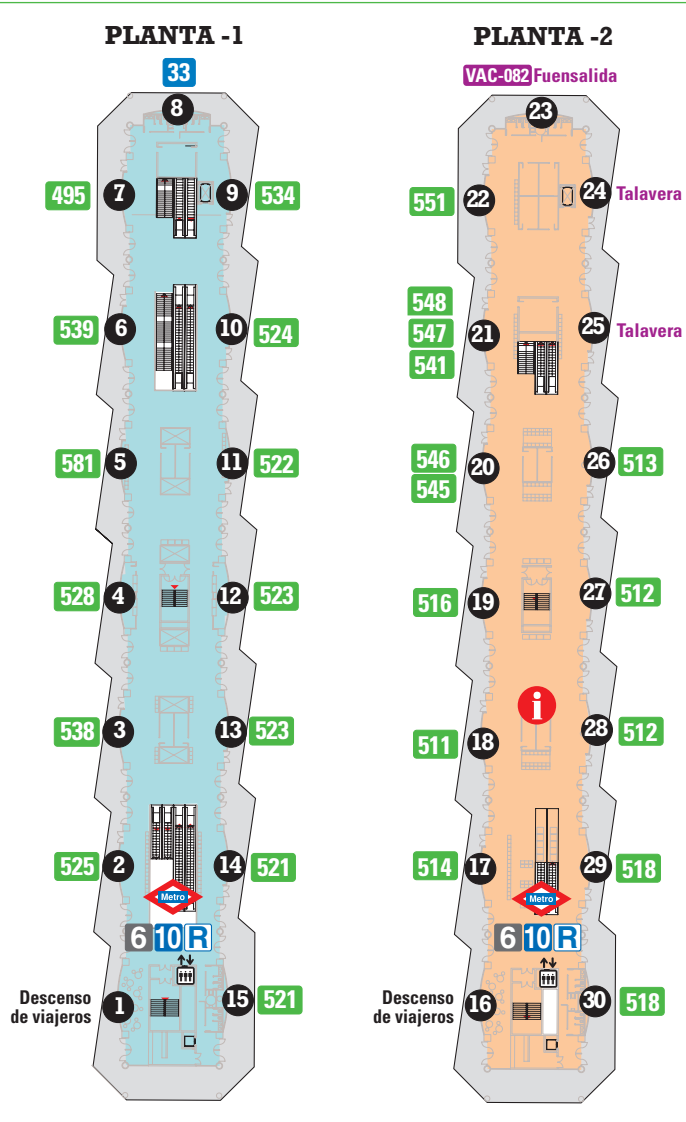 PLANTA -1
33
8
495 7 9 534
539 6 10 524
581 5 11 522
528 4 12 523
538 3 13 523
525 2 14 521
Metro
6 10 R
Descenso
de viajeros
1 15 521
PLANTA -2
VAC-082 Fuensalida
23
551 22 24 Talavera
548
547 21 25 Talavera
541
546 20 26 513
545
516 19 27 512
i
511 18 28 512
514 17 29 518
Metro
6 10 R
Descenso
de viajeros
16 30 518